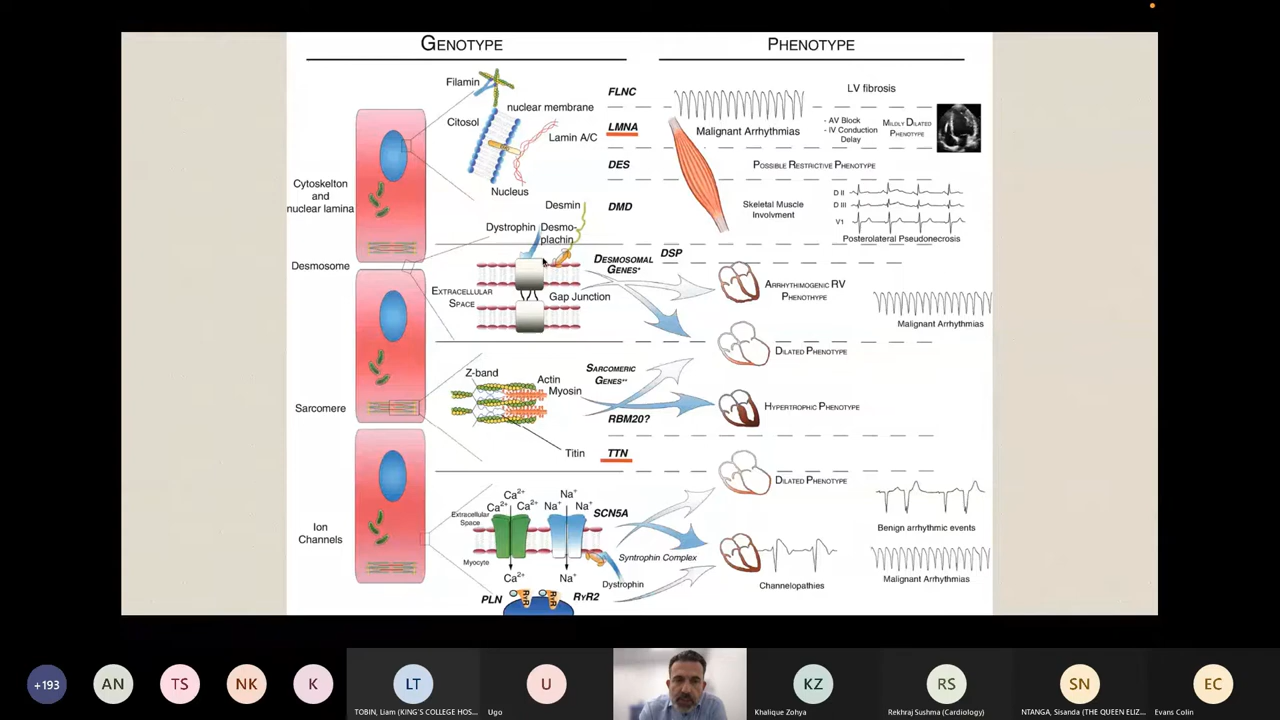 GENOTYPE
PHENOTYPE
Filamin
FLNC
LV fibrosis
nuclear membrane
Citosol
LMNA
Malignant Arrhythmias
- AV Block
- IV Conduction
Delay
MILDLY DILATED
PHENOTYPE
Lamin A/C
DES
POSSIBLE RESTRICTIVE PHENOTYPE
Nucleus
Cytoskelton
and
nuclear lamina
Desmin
DMD
Skeletal Muscle
Involvment
D II
D III
V1
Posterolateral Pseudonecrosis
Dystrophin
Desmo-
plachin
Desmosome
DESMOSOMAL
GENES*
DSP
EXTRACELLULAR
SPACE
Gap Junction
ARRHYTHIMOGENIC RV
PHENOTHYPE
Malignant Arrhythmias
DILATED PHENOTYPE
Z-band
Actin
Myosin
SARCOMERIC
GENES**
Sarcomere
RBM20?
HYPERTROPHIC PHENOTYPE
Titin
TTN
DILATED PHENOTYPE
Ca2+
Ca2+
Ca2+
Na+
Na+
Na+
SCN5A
Extracellular
Space
Ion
Channels
Benign arrhythmic events
Myocyte
Syntrophin Complex
Ca2+
Na+
Dystrophin
Channelopathies
Malignant Arrhythmias
PLN
RYR
RYR
RYR2
+193
AN
TS
NK
K
LT
U
KZ
RS
SN
EC
TOBIN, Liam (KING'S COLLEGE HOS...
Ugo
Khalique Zohya
Rekhraj Sushma (Cardiology)
NTANGA, Sisanda (THE QUEEN ELIZ...
Evans Colin